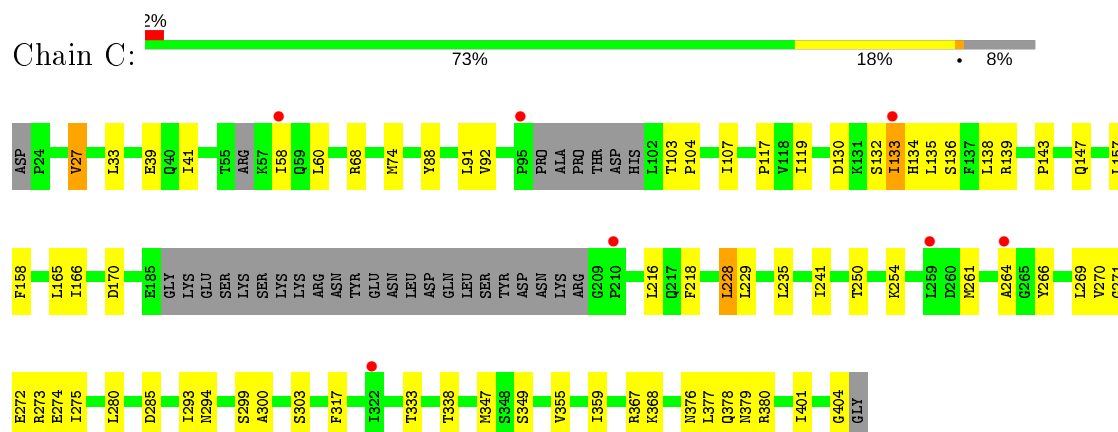 2%
Chain C:
73% 18% • 8%
ASP P24 V27 L33 E39 Q40 I41 T55 ARG K57 I58 Q59 L60 R68 M74 Y88 L91 V92 P95 PRO ALA PRO THR ASP HIS L102 T103 P104 I107 P117 V118 I119 D130 K131 S132 I133 H134 L135 S136 F137 L138 R139 P143 Q147 L157
F158 L165 I166 D170 E185 GLY LYS GLU SER LYS SER LYS LYS ARG ASN TYR GLU ASN LEU ASP GLN LEU SER TYR ASP ASN LYS ARG G209 P210 L216 Q217 F218 L228 L229 L235 I241 T250 K254 L259 D260 M261 A264 G265 Y266 L269 V270
E272 R273 E274 I275 L280 D285 I293 N294 S299 A300 S303 F317 I322 T333 T338 M347 S348 S349 V355 I359 R367 K368 N376 L377 Q378 N379 R380 I401 G404 GLY